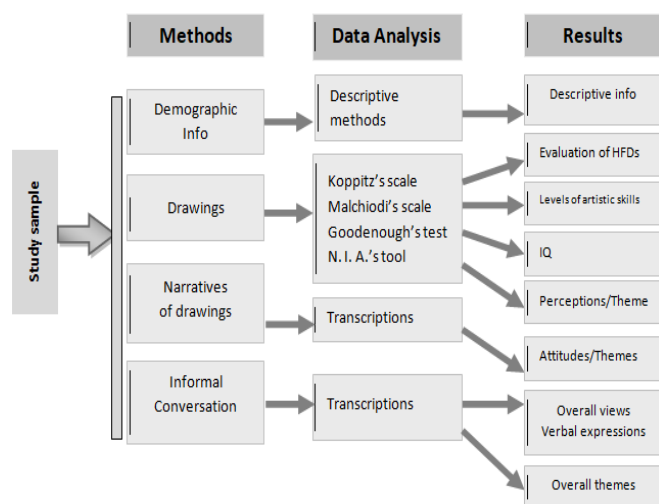 Methods
Data Analysis
Results
Study sample
Demographic
Info
Descriptive
methods
Descriptive info
Drawings
Koppitz's scale
Malchiodi's scale
Goodenough's test
N. I. A.'s tool
Evaluation of HFDs
Levels of artistic skills
IQ
Perceptions/Theme
Narratives
of drawings
Transcriptions
Attitudes/Themes
Informal
Conversation
Transcriptions
Overall views
Verbal expressions
Overall themes